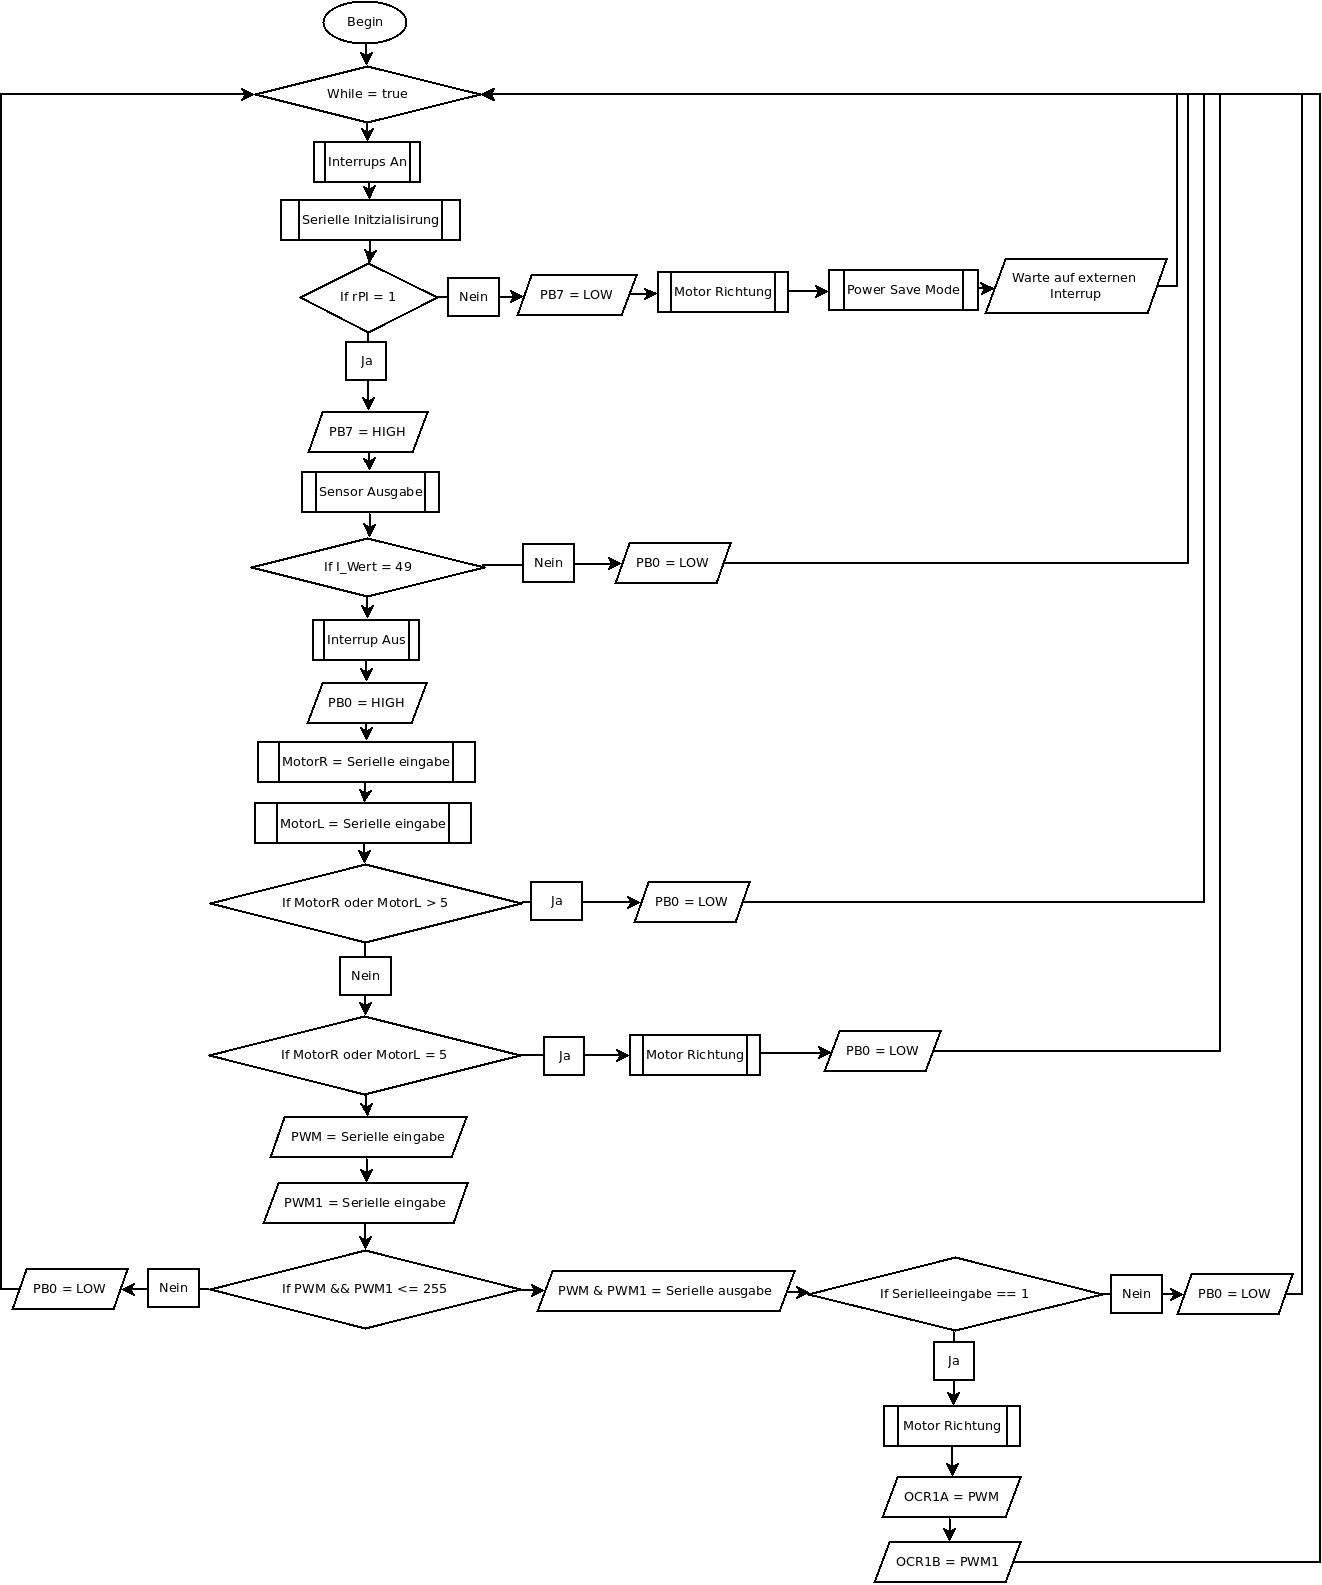 Begin
While = true
Interrups An
Serielle Initzialisirung
If rPI = 1
Nein
PB7 = LOW
Motor Richtung
Power Save Mode
Warte auf externen
Interrup
Ja
PB7 = HIGH
Sensor Ausgabe
If I_Wert = 49
Nein
PB0 = LOW
Interrup Aus
PB0 = HIGH
MotorR = Serielle eingabe
MotorL = Serielle eingabe
If MotorR oder MotorL > 5
Ja
PB0 = LOW
Nein
If MotorR oder MotorL = 5
Ja
Motor Richtung
PB0 = LOW
PWM = Serielle eingabe
PWM1 = Serielle eingabe
PB0 = LOW
Nein
If PWM && PWM1 <= 255
PWM & PWM1 = Serielle ausgabe
If Serielleeingabe == 1
Nein
PB0 = LOW
Ja
Motor Richtung
OCR1A = PWM
OCR1B = PWM1